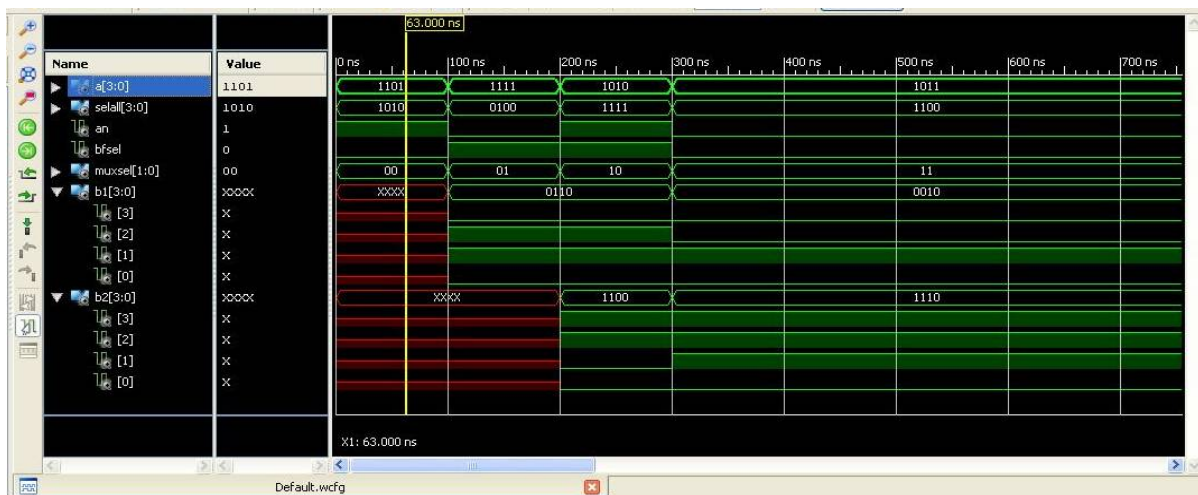 63.000 ns
Name Value 0 ns 100 ns 200 ns 300 ns 400 ns 500 ns 600 ns 700 ns
a[3:0] 1101 1101 1111 1010 1011
selall[3:0] 1010 1010 0100 1111 1100
an 1
bfsel 0
muxsel[1:0] 00 00 01 10 11
b1[3:0] XXXX XXXX 0110 0010
[3] X
[2] X
[1] X
[0] X
b2[3:0] XXXX XXXX 1100 1110
[3] X
[2] X
[1] X
[0] X
X1: 63.000 ns
Default.wcfg